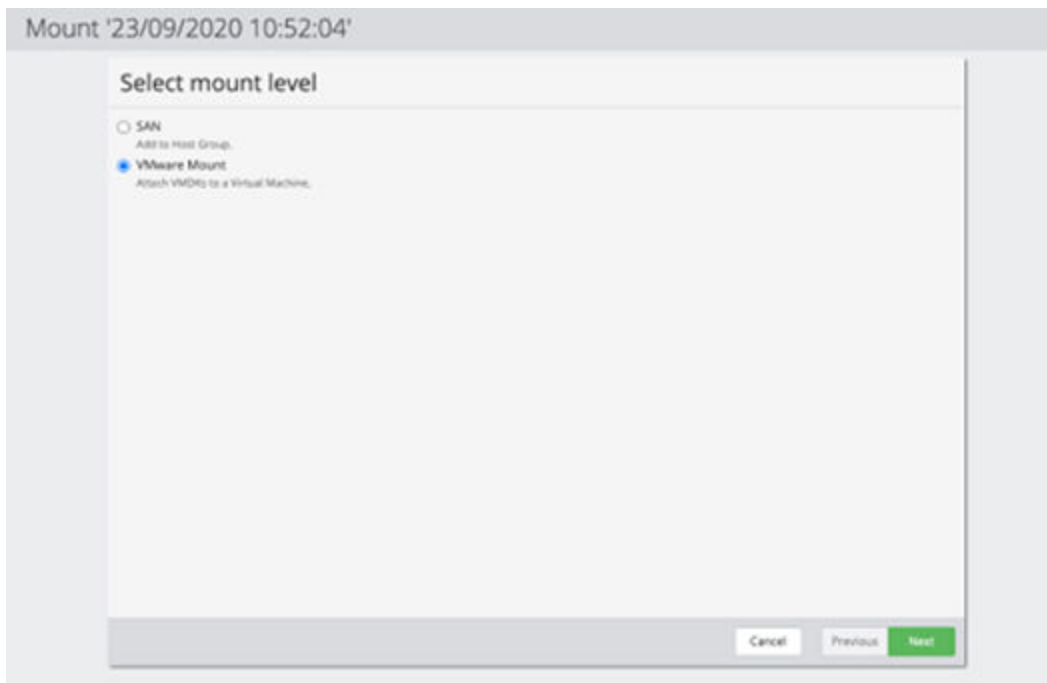 Mount '23/09/2020 10:52:04'
Select mount level
SAN
Add to Host Group.
VMware Mount
Attach VMDKs to a Virtual Machine.
Cancel Previous Next